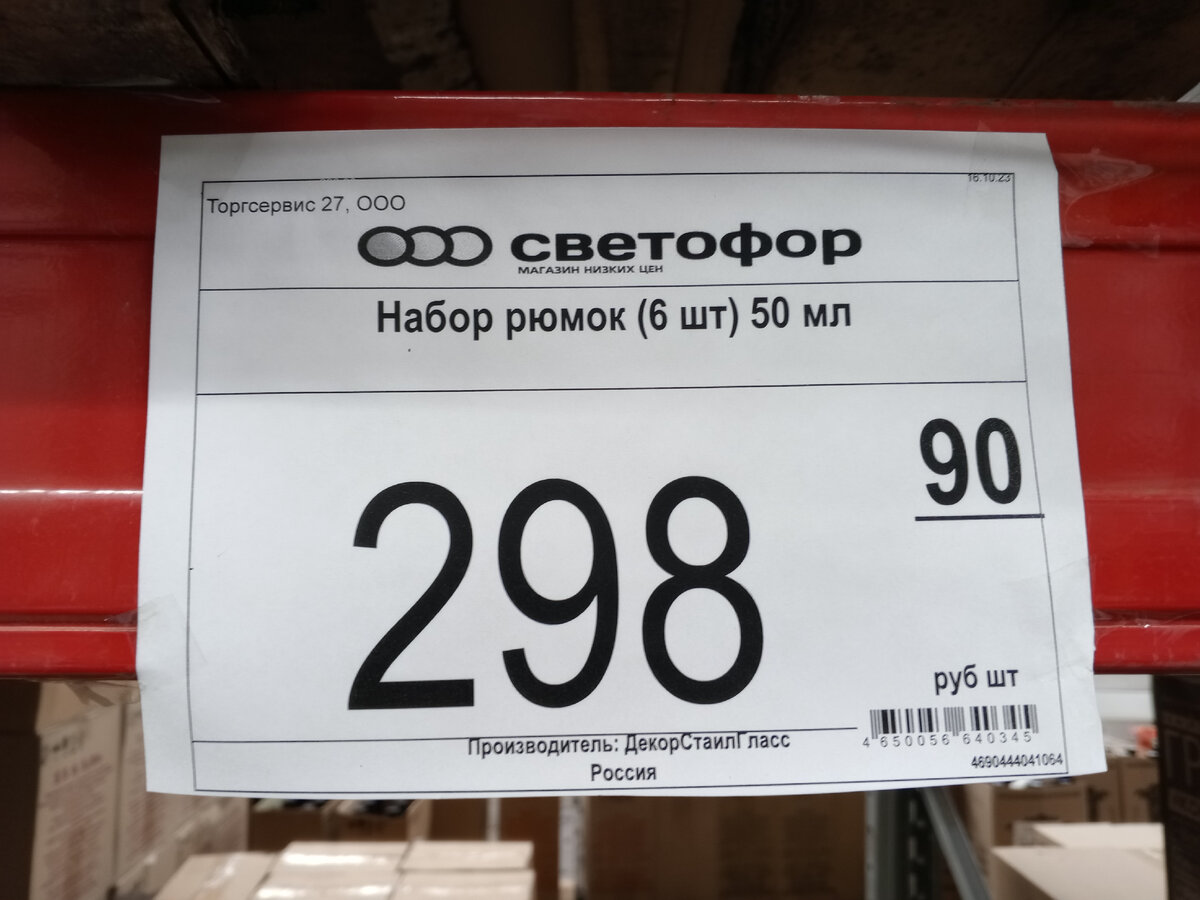 16.10.23
Торгсервис 27, ООО
светофор
МАГАЗИН НИЗКИХ ЦЕН
Набор рюмок (6 шт) 50 мл
298 90
руб шт
4 650056 640345
Производитель: ДекорСтаилГласс
Россия
4690444041064